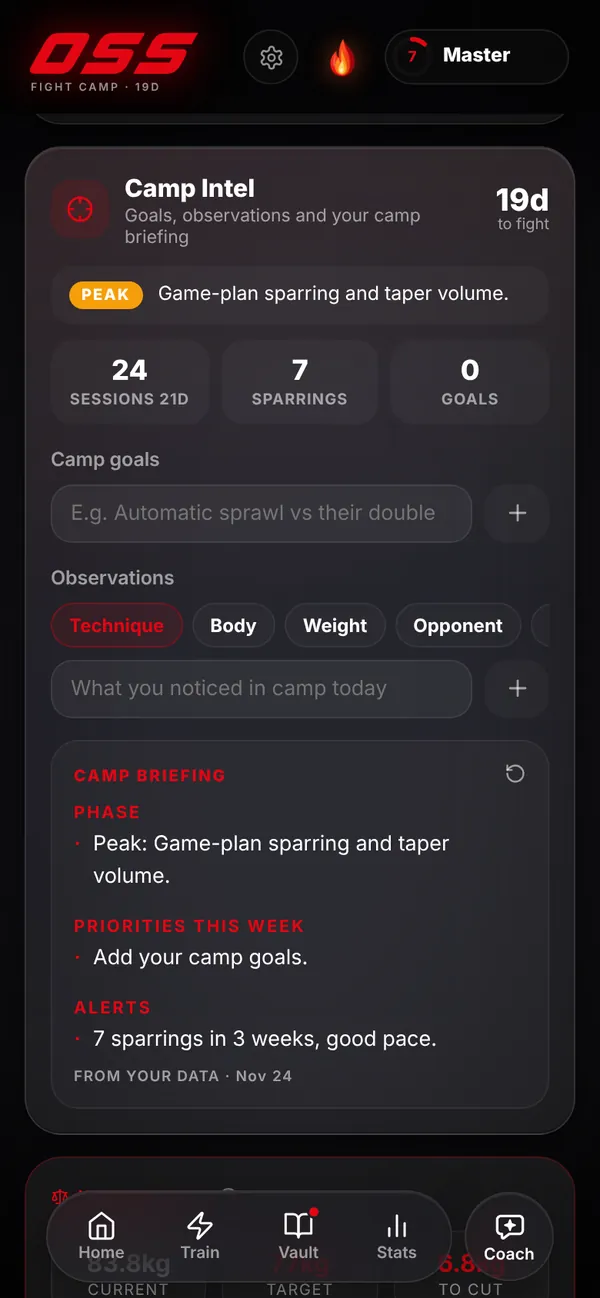 OSS
FIGHT CAMP · 19D
7
Master
Camp Intel
Goals, observations and your camp
briefing
19d
to fight
PEAK
Game-plan sparring and taper volume.
24
SESSIONS 21D
7
SPARRINGS
0
GOALS
Camp goals
E.g. Automatic sprawl vs their double
+
Observations
Technique
Body
Weight
Opponent
What you noticed in camp today
+
CAMP BRIEFING
PHASE
· Peak: Game-plan sparring and taper
volume.
PRIORITIES THIS WEEK
· Add your camp goals.
ALERTS
· 7 sparrings in 3 weeks, good pace.
FROM YOUR DATA · Nov 24
Home
Train
Vault
Stats
Coach
83.8kg
CURRENT
TARGET
TO CUT